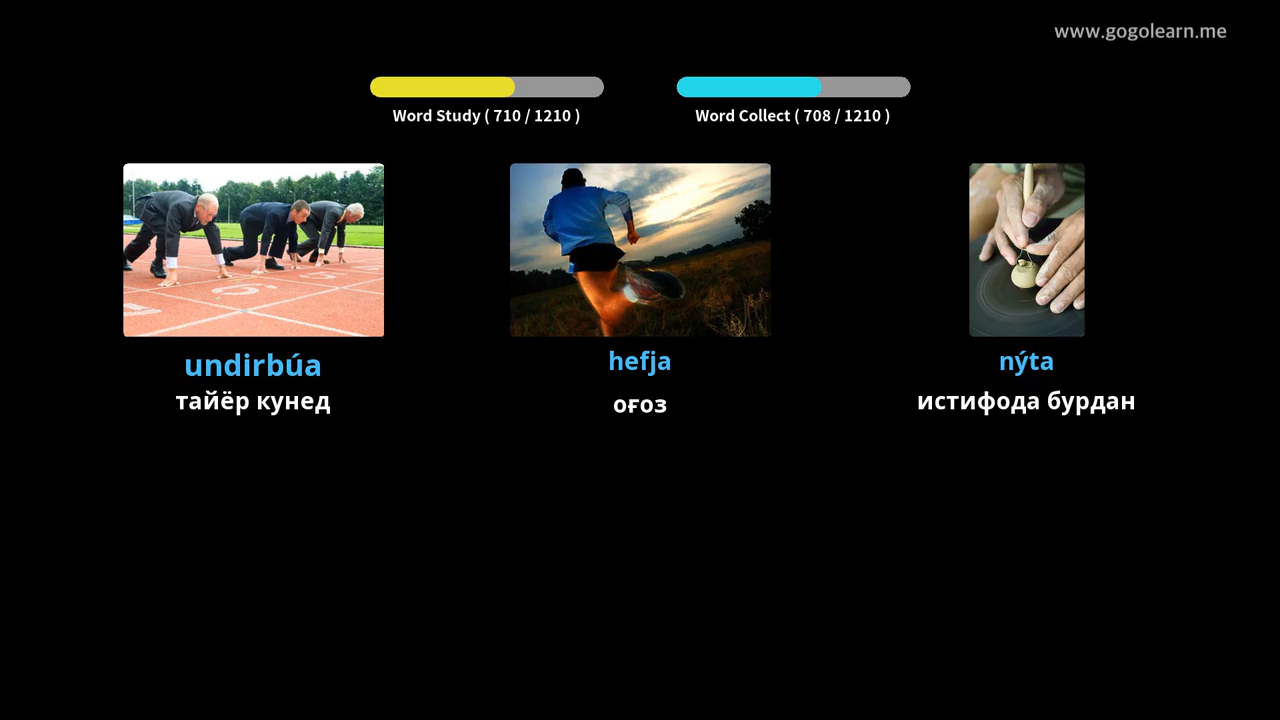 www.gogolearn.me
Word Study ( 710 / 1210 )
Word Collect ( 708 / 1210 )
undirbúa
hefja
nýta
тайёр кунед
оғоз
истифода бурдан